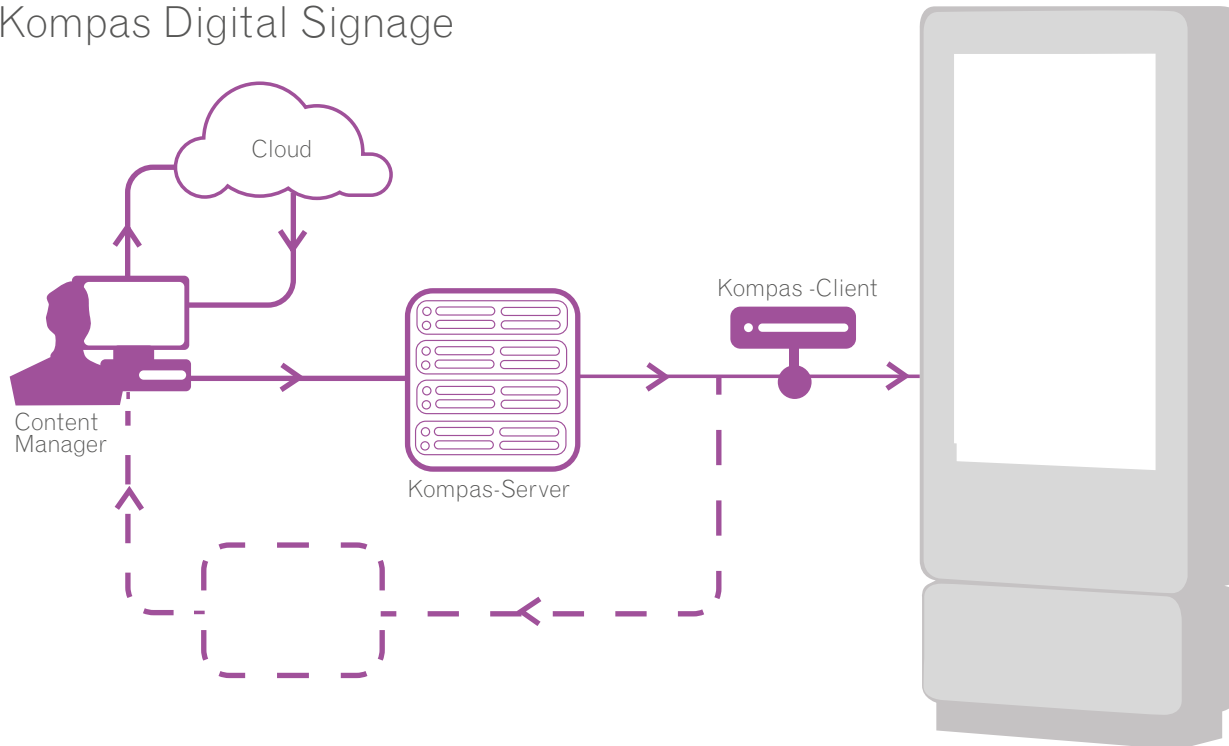 Kompas Digital Signage
Cloud
Kompas -Client
Content
Manager
Kompas-Server